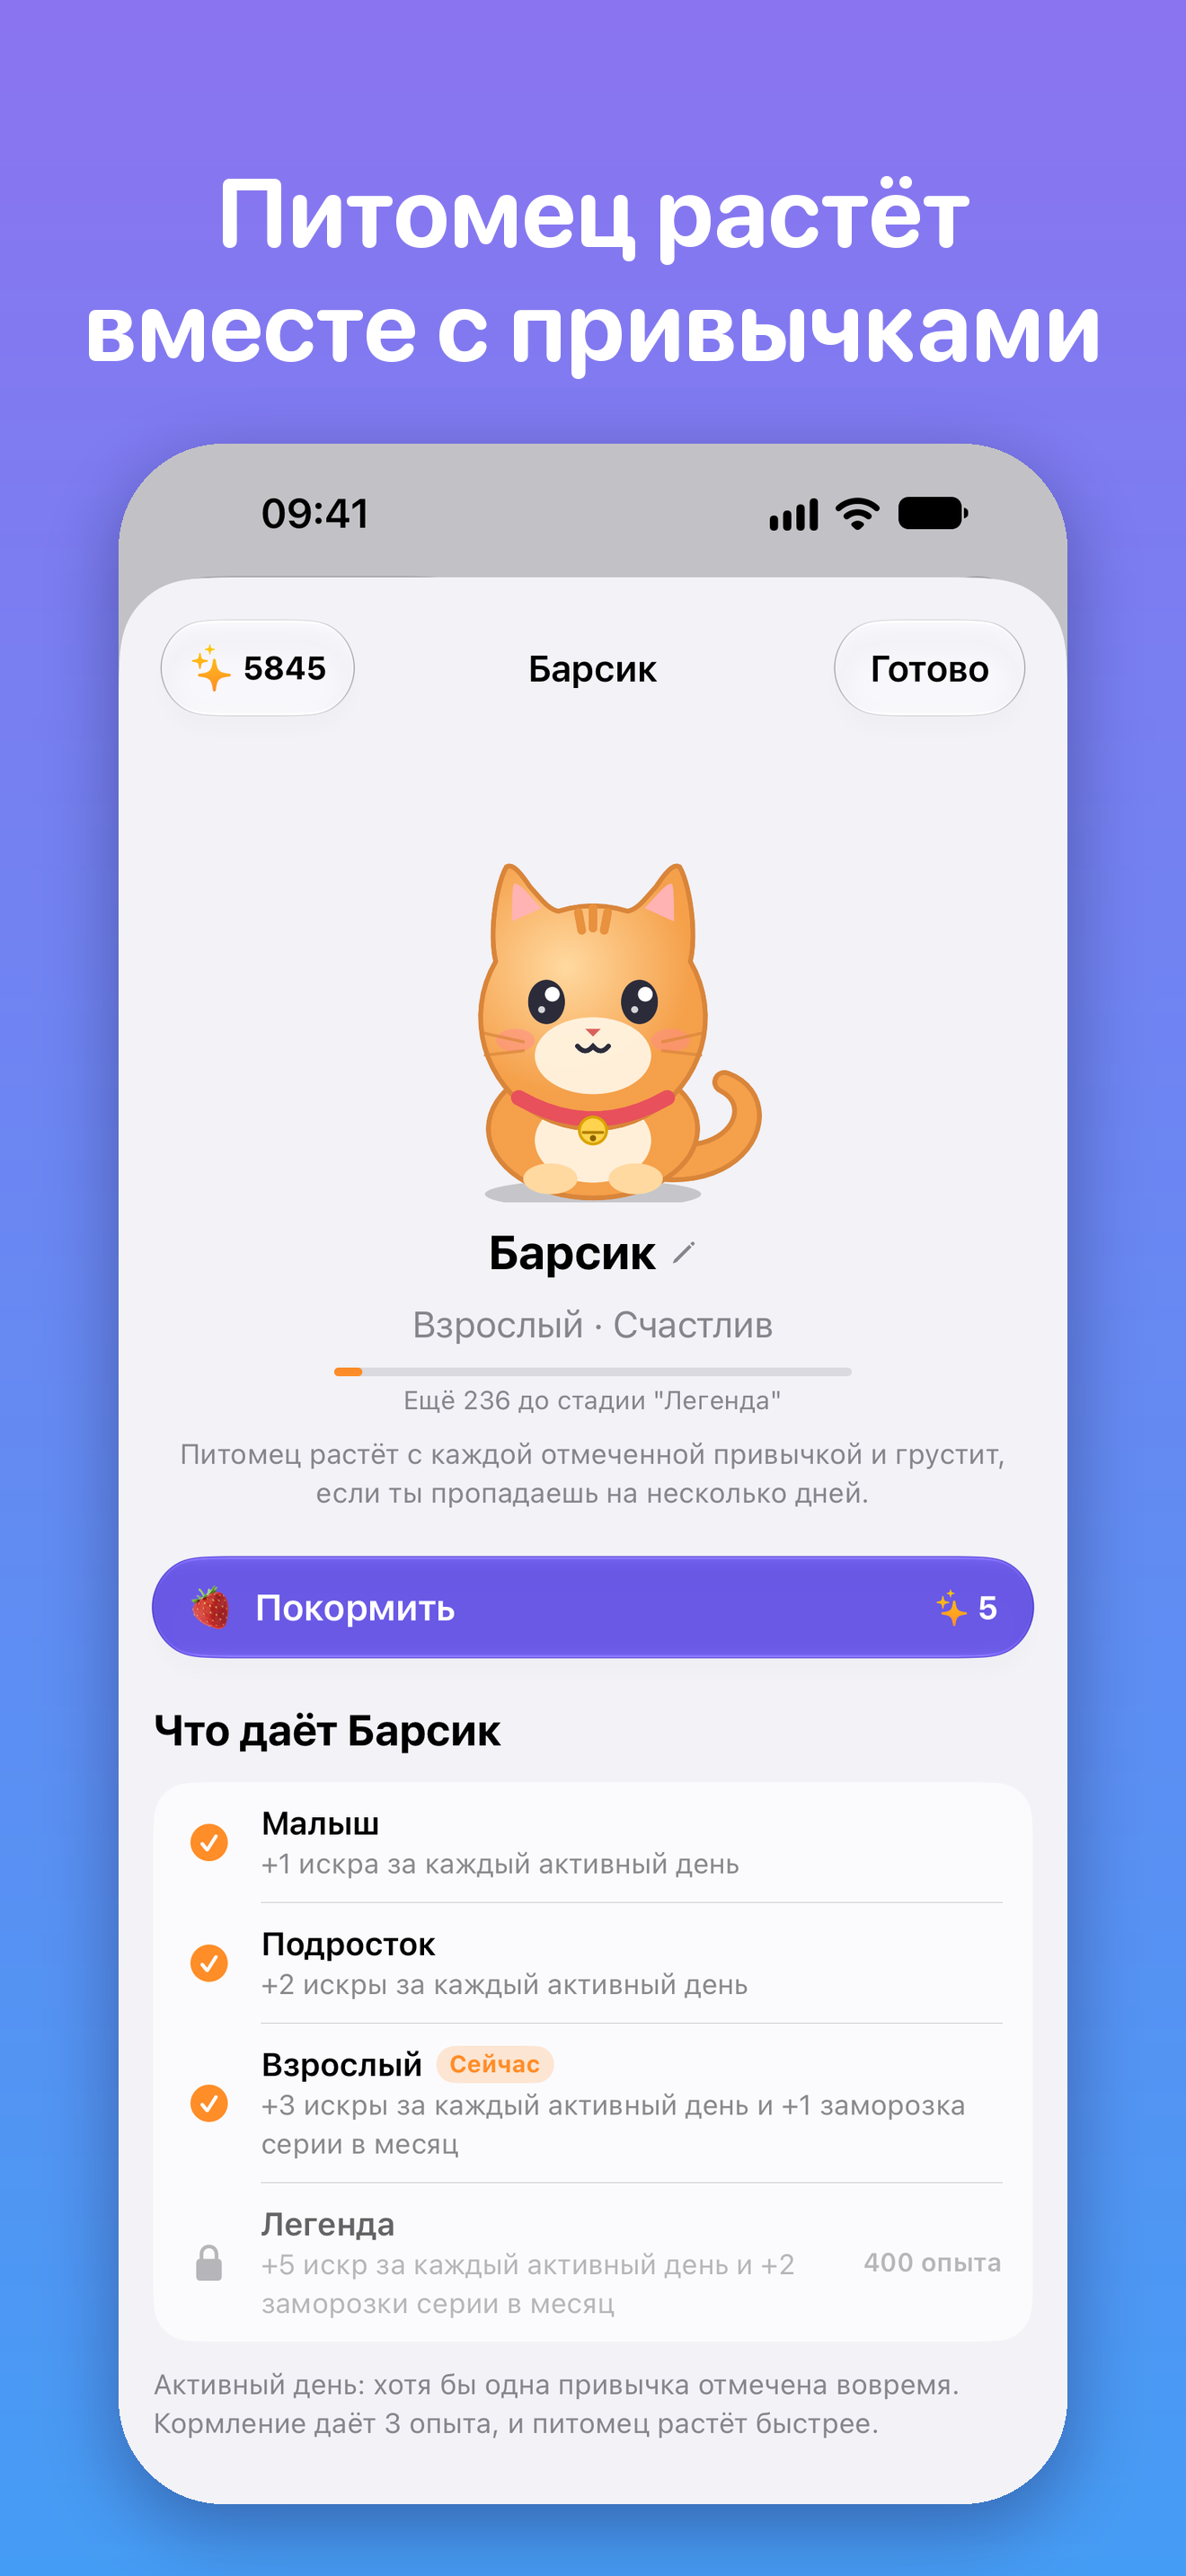 Питомец растёт
вместе с привычками
09:41
5845
Барсик
Готово
Барсик
Взрослый · Счастлив
Ещё 236 до стадии "Легенда"
Питомец растёт с каждой отмеченной привычкой и грустит,
если ты пропадаешь на несколько дней.
Покормить
5
Что даёт Барсик
Малыш
+1 искра за каждый активный день
Подросток
+2 искры за каждый активный день
Взрослый Сейчас
+3 искры за каждый активный день и +1 заморозка
серии в месяц
Легенда
+5 искр за каждый активный день и +2
заморозки серии в месяц
400 опыта
Активный день: хотя бы одна привычка отмечена вовремя.
Кормление даёт 3 опыта, и питомец растёт быстрее.